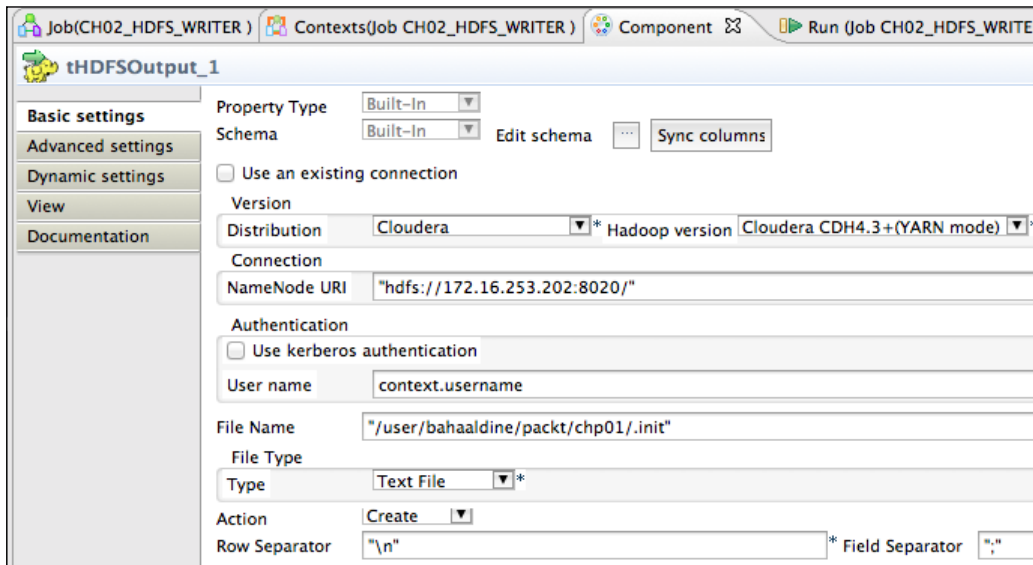 Job(CH02_HDFS_WRITER ) Contexts(Job CH02_HDFS_WRITER ) Component Run (Job CH02_HDFS_WRITE
tHDFSOutput_1
Basic settings
Advanced settings
Dynamic settings
View
Documentation
Property Type Built-In
Schema Built-In Edit schema ... Sync columns
Use an existing connection
Version
Distribution Cloudera * Hadoop version Cloudera CDH4.3+(YARN mode) *
Connection
NameNode URI "hdfs://172.16.253.202:8020/"
Authentication
Use kerberos authentication
User name context.username
File Name "/user/bahaaldine/packt/chp01/.init"
File Type
Type Text File *
Action Create
Row Separator "\n" * Field Separator ";"